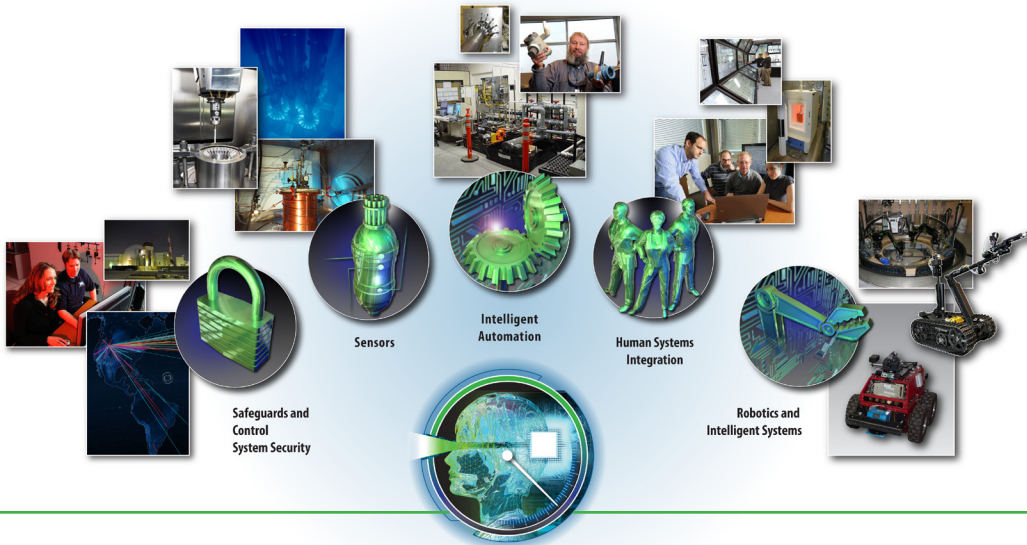 Safeguards and
Control
System Security
Sensors
Intelligent
Automation
Human Systems
Integration
Robotics and
Intelligent Systems